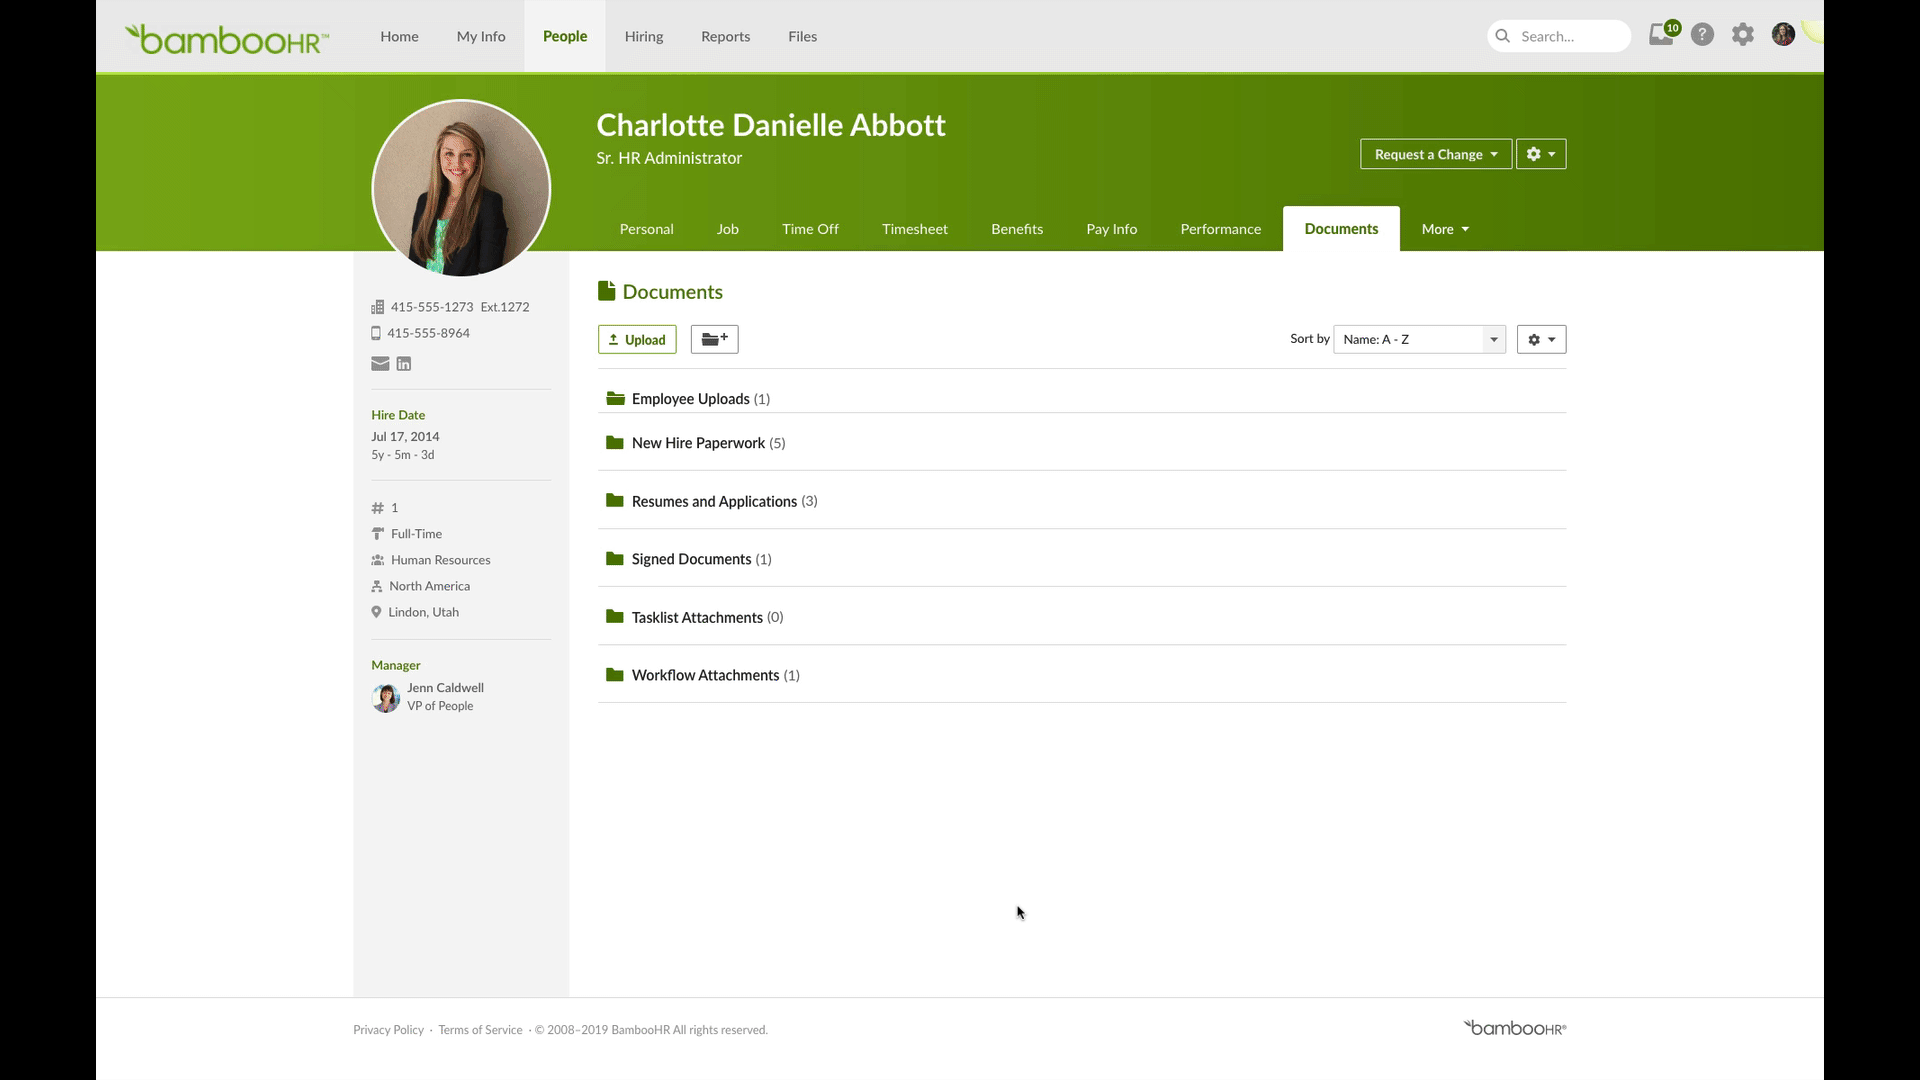 bambooHR™
Home
My Info
People
Hiring
Reports
Files
Search...
10
?
Charlotte Danielle Abbott
Sr. HR Administrator
Request a Change
Personal
Job
Time Off
Timesheet
Benefits
Pay Info
Performance
Documents
More
415-555-1273 Ext.1272
415-555-8964
in
Hire Date
Jul 17, 2014
5y - 5m - 3d
# 1
Full-Time
Human Resources
North America
Lindon, Utah
Manager
Jenn Caldwell
VP of People
Documents
Upload
Sort by
Name: A - Z
Employee Uploads (1)
New Hire Paperwork (5)
Resumes and Applications (3)
Signed Documents (1)
Tasklist Attachments (0)
Workflow Attachments (1)
Privacy Policy · Terms of Service · © 2008–2019 BambooHR All rights reserved.
bambooHR®